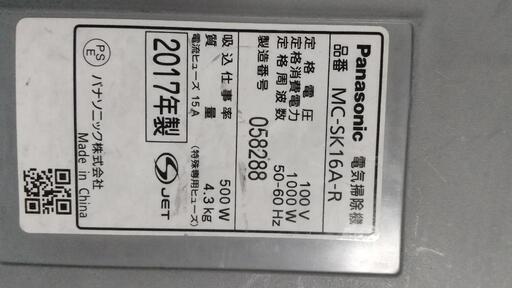 Panasonic 電気掃除機
品番 MC-SK16A-R
定格電圧 100 V
定格消費電力 1000 W
定格周波数 50-60 Hz
製造番号 058288
吸込仕事率 500 W
質量 4.3 kg
電流ヒューズ 15A (特殊専用ヒューズ)
2017年製
S JET
PS
E
パナソニック株式会社
Made in China